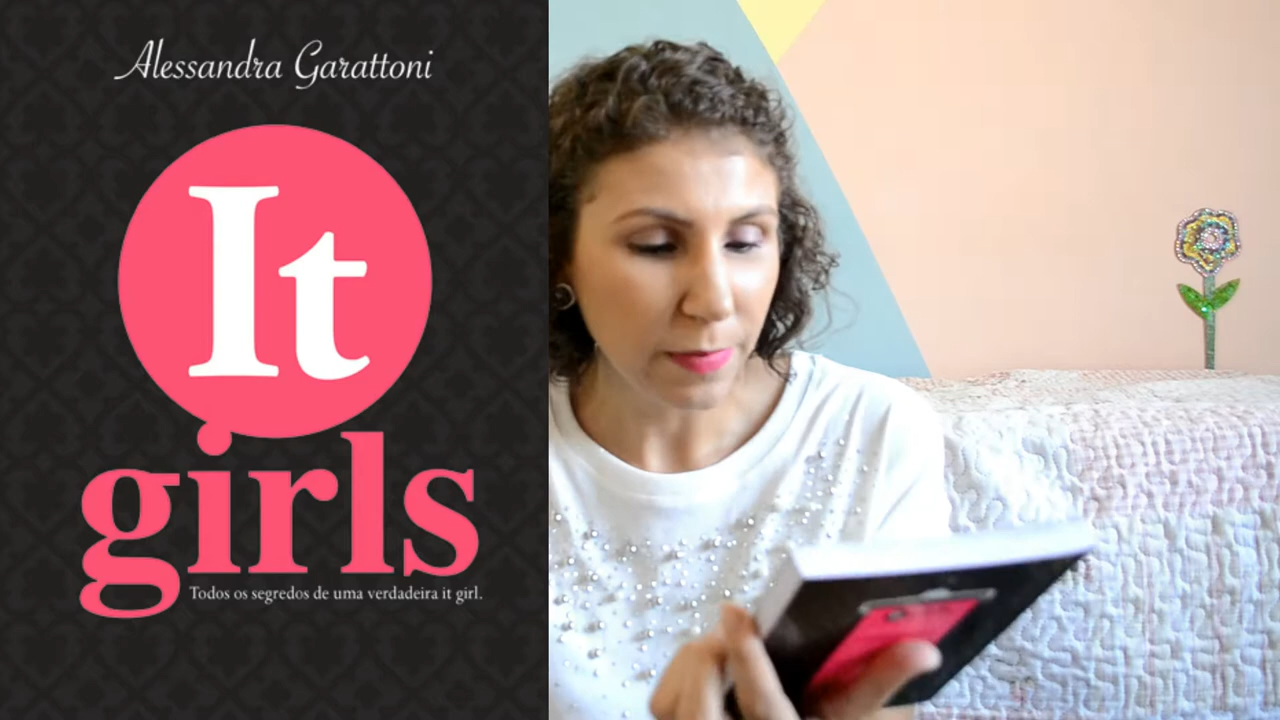 Alessandra Garattoni
It
girls
Todos os segredos de uma verdadeira it girl.